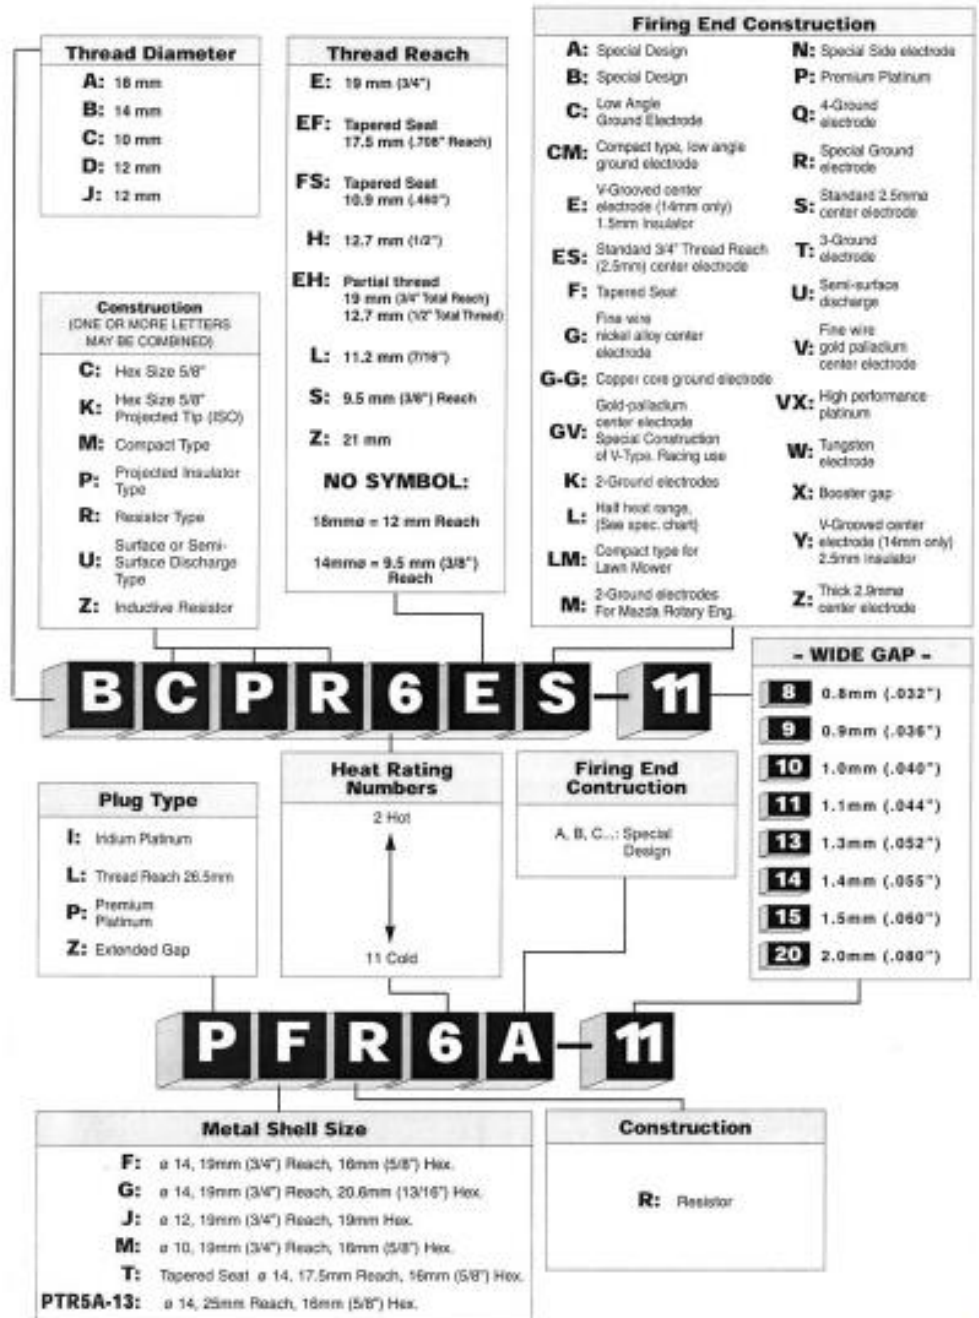 Thread Diameter
A: 18 mm
B: 14 mm
C: 10 mm
D: 12 mm
J: 12 mm
Thread Reach
E: 19 mm (3/4")
EF: Tapered Seat
17.5 mm (.708" Reach)
FS: Tapered Seat
10.9 mm (.460")
H: 12.7 mm (1/2")
EH: Partial thread
19 mm (3/4" Total Reach)
12.7 mm (1/2" Total Thread)
L: 11.2 mm (7/16")
S: 9.5 mm (3/8") Reach
Z: 21 mm
NO SYMBOL:
18mmø = 12 mm Reach
14mmø = 9.5 mm (3/8")
Reach
Firing End Construction
A: Special Design
B: Special Design
C: Low Angle
Ground Electrode
CM: Compact type, low angle
ground electrode
E: V-Grooved center
electrode (14mm only)
1.5mm Insulator
ES: Standard 3/4" Thread Reach
(2.5mm) center electrode
F: Tapered Seat
G: Fine wire
nickel alloy center
electrode
G-G: Copper core ground electrode
GV: Gold-palladium
center electrode
Special Construction
of V-Type. Racing use
K: 2-Ground electrodes
L: Half heat range,
(See spec. chart)
LM: Compact type for
Lawn Mower
M: 2-Ground electrodes
For Mazda Rotary Eng.
N: Special Side electrode
P: Premium Platinum
Q: 4-Ground
electrode
R: Special Ground
electrode
S: Standard 2.5mmø
center electrode
T: 3-Ground
electrode
U: Semi-surface
discharge
V: Fine wire
gold palladium
center electrode
VX: High performance
platinum
W: Tungsten
electrode
X: Booster gap
Y: V-Grooved center
electrode (14mm only)
2.5mm insulator
Z: Thick 2.9mmø
center electrode
Construction
(ONE OR MORE LETTERS
MAY BE COMBINED)
C: Hex Size 5/8"
K: Hex Size 5/8"
Projected Tip (ISO)
M: Compact Type
P: Projected Insulator
Type
R: Resistor Type
U: Surface or Semi-
Surface Discharge
Type
Z: Inductive Resistor
B C P R 6 E S - 11
- WIDE GAP -
8 0.8mm (.032")
9 0.9mm (.036")
10 1.0mm (.040")
11 1.1mm (.044")
13 1.3mm (.052")
14 1.4mm (.055")
15 1.5mm (.060")
20 2.0mm (.080")
Plug Type
I: Iridium Platinum
L: Thread Reach 26.5mm
P: Premium
Platinum
Z: Extended Gap
Heat Rating
Numbers
2 Hot
11 Cold
Firing End
Contruction
A, B, C...: Special
Design
P F R 6 A - 11
Metal Shell Size
F: ø 14, 19mm (3/4") Reach, 16mm (5/8") Hex.
G: ø 14, 19mm (3/4") Reach, 20.6mm (13/16") Hex.
J: ø 12, 19mm (3/4") Reach, 19mm Hex.
M: ø 10, 19mm (3/4") Reach, 16mm (5/8") Hex.
T: Tapered Seat ø 14, 17.5mm Reach, 16mm (5/8") Hex.
PTR5A-13: ø 14, 25mm Reach, 16mm (5/8") Hex.
Construction
R: Resistor